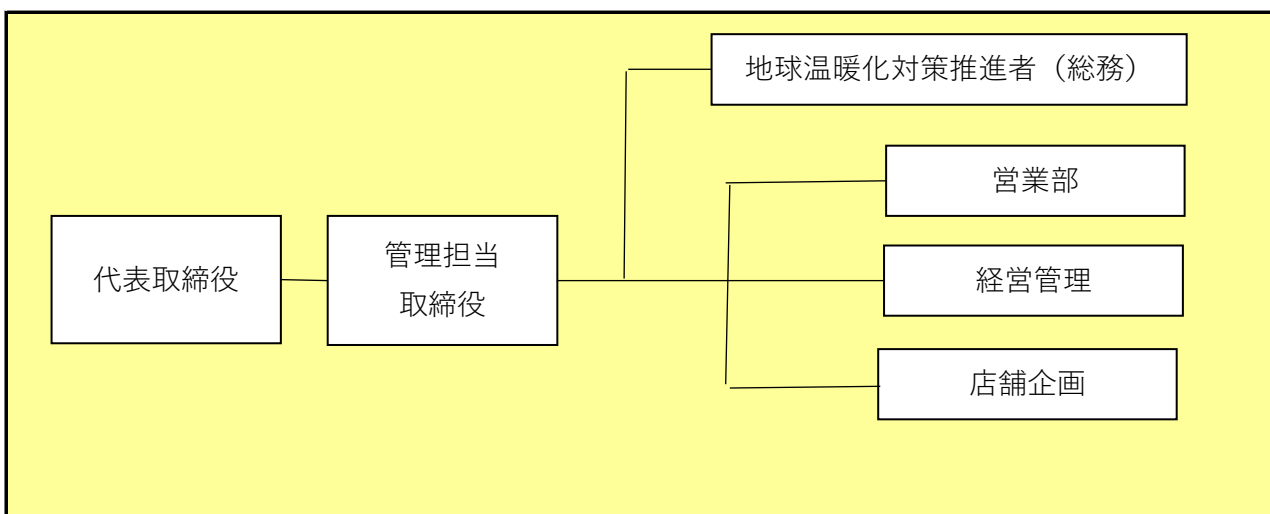 地球温暖化対策推進者（総務）
営業部
代表取締役
管理担当
取締役
経営管理
店舗企画